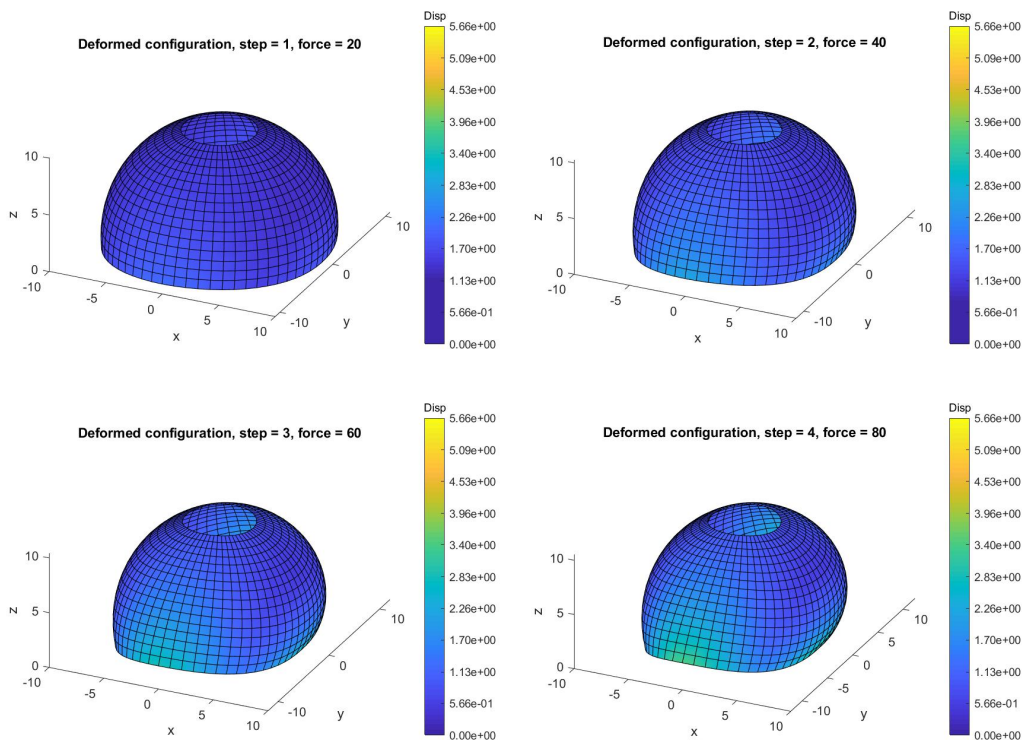 Deformed configuration, step = 1, force = 20
Disp
5.66e+00
5.09e+00
4.53e+00
3.96e+00
3.40e+00
2.83e+00
2.26e+00
1.70e+00
1.13e+00
5.66e-01
0.00e+00
z
10
5
0
-10
-5
0
5
10
x
-10
0
10
y
Deformed configuration, step = 2, force = 40
Disp
5.66e+00
5.09e+00
4.53e+00
3.96e+00
3.40e+00
2.83e+00
2.26e+00
1.70e+00
1.13e+00
5.66e-01
0.00e+00
z
10
5
0
-10
-5
0
5
10
x
-10
0
10
y
Deformed configuration, step = 3, force = 60
Disp
5.66e+00
5.09e+00
4.53e+00
3.96e+00
3.40e+00
2.83e+00
2.26e+00
1.70e+00
1.13e+00
5.66e-01
0.00e+00
z
10
5
0
-10
-5
0
5
10
x
-10
0
10
y
Deformed configuration, step = 4, force = 80
Disp
5.66e+00
5.09e+00
4.53e+00
3.96e+00
3.40e+00
2.83e+00
2.26e+00
1.70e+00
1.13e+00
5.66e-01
0.00e+00
z
10
5
0
-10
-5
0
5
10
x
-10
-5
0
5
10
y